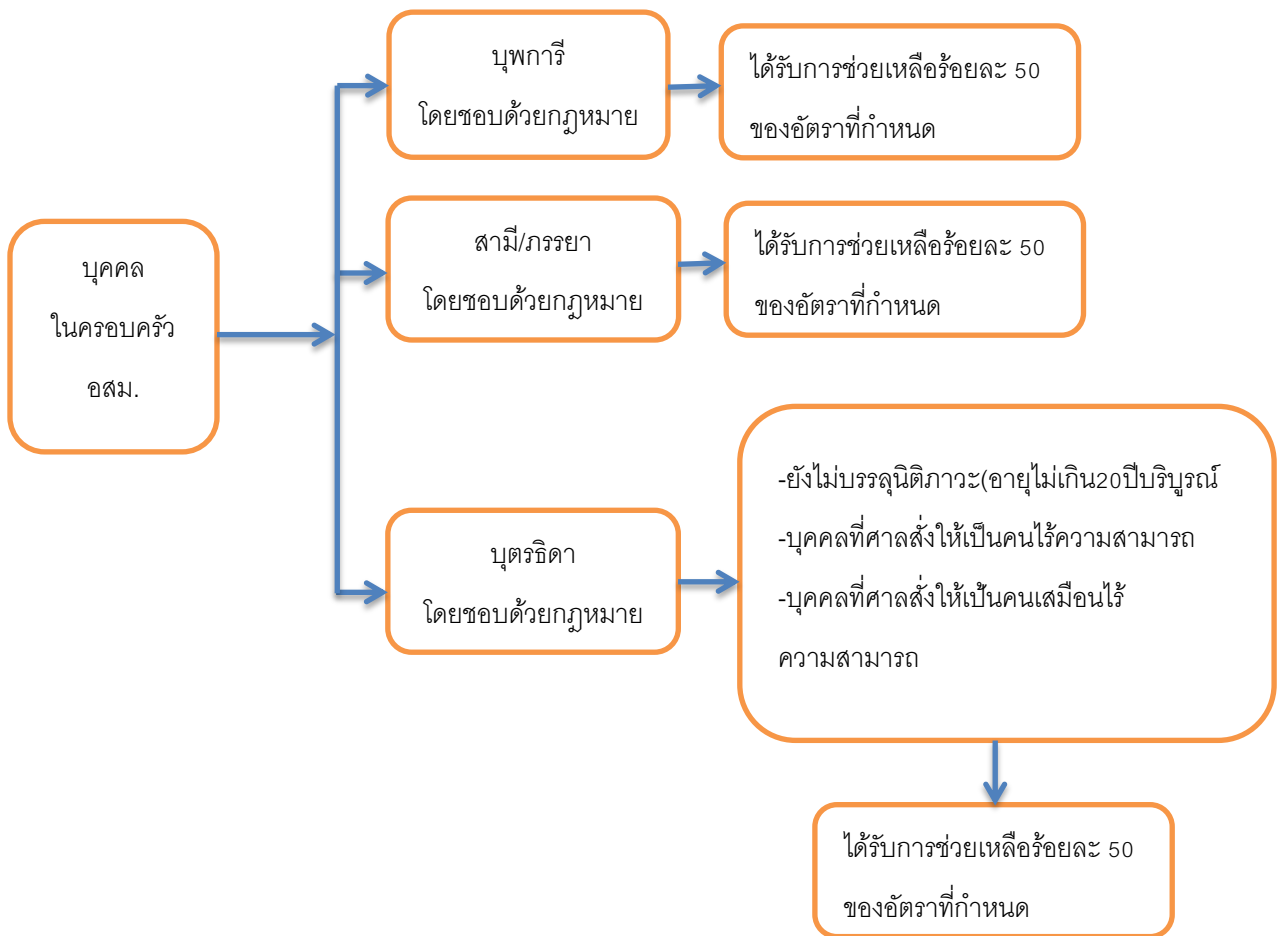 บุพการี
โดยชอบด้วยกฎหมาย
ได้รับการช่วยเหลือร้อยละ 50
ของอัตราที่กำหนด
บุคคล
ในครอบครัว
อสม.
สามี/ภรรยา
โดยชอบด้วยกฎหมาย
ได้รับการช่วยเหลือร้อยละ 50
ของอัตราที่กำหนด
บุตรธิดา
โดยชอบด้วยกฎหมาย
-ยังไม่บรรลุนิติภาวะ(อายุไม่เกิน20ปีบริบูรณ์
-บุคคลที่ศาลสั่งให้เป็นคนไร้ความสามารถ
-บุคคลที่ศาลสั่งให้เป้นคนเสมือนไร้
ความสามารถ
ได้รับการช่วยเหลือร้อยละ 50
ของอัตราที่กำหนด